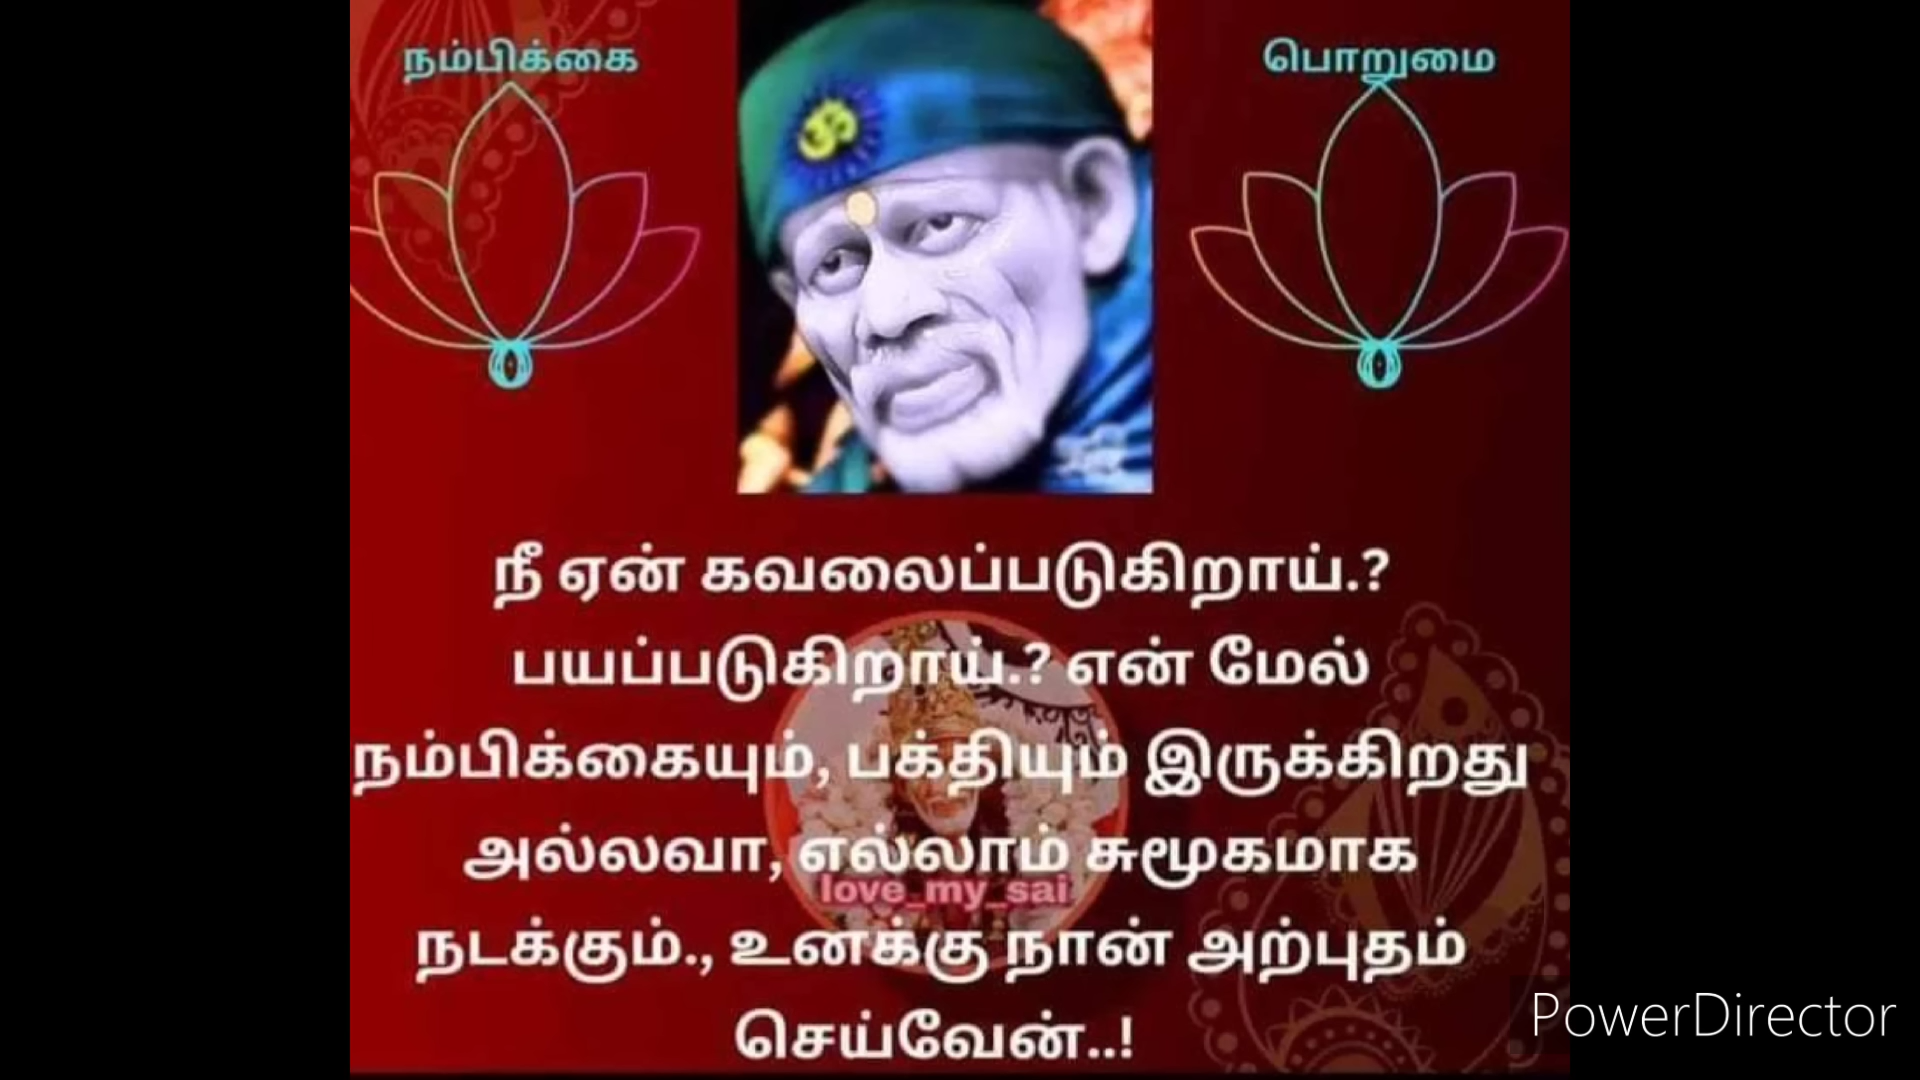 நம்பிக்கை
பொறுமை
நீ ஏன் கவலைப்படுகிறாய்.?
பயப்படுகிறாய்.? என் மேல்
நம்பிக்கையும், பக்தியும் இருக்கிறது
அல்லவா, எல்லாம் சுமூகமாக
love_my_sai
நடக்கும்., உனக்கு நான் அற்புதம்
செய்வேன்..!
PowerDirector